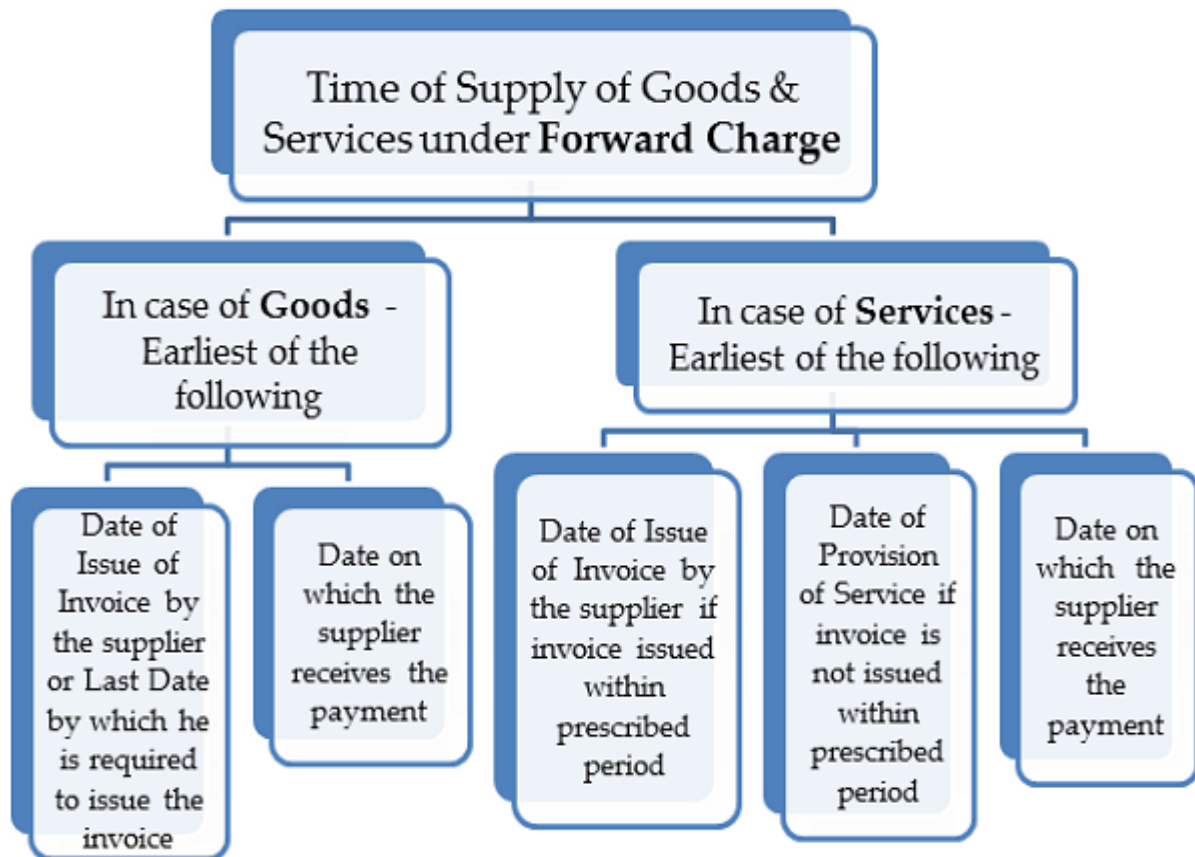 Time of Supply of Goods &
Services under Forward Charge
In case of Goods -
Earliest of the
following
In case of Services -
Earliest of the following
Date of
Issue of
Invoice by
the supplier
or Last Date
by which he
is required
to issue the
invoice
Date on
which the
supplier
receives the
payment
Date of Issue
of Invoice by
the supplier if
invoice issued
within
prescribed
period
Date of
Provision
of Service if
invoice is
not issued
within
prescribed
period
Date on
which the
supplier
receives
the
payment